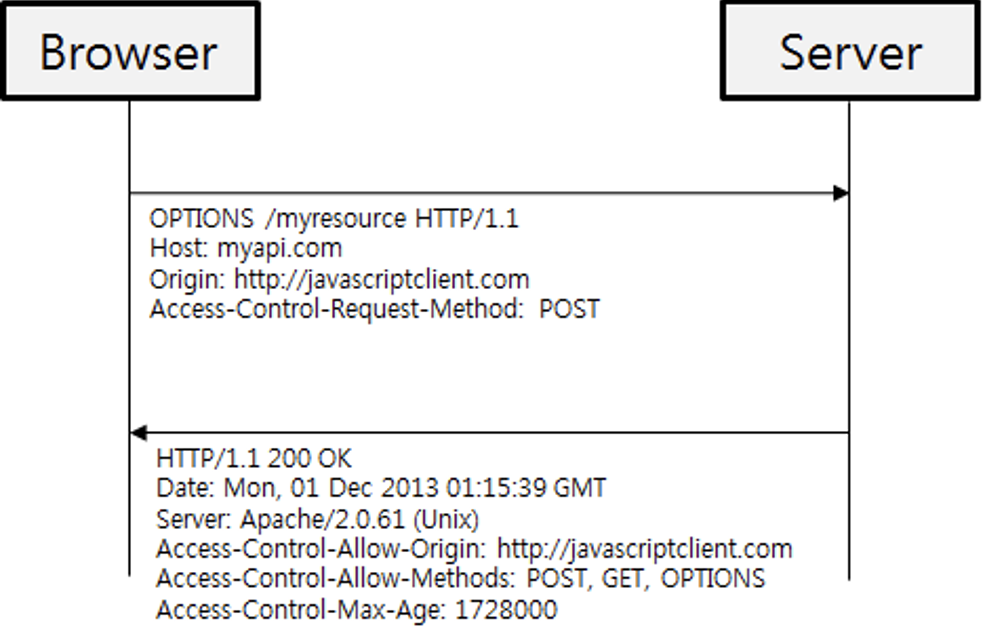 Browser
Server
OPTIONS /myresource HTTP/1.1
Host: myapi.com
Origin: http://javascriptclient.com
Access-Control-Request-Method: POST
HTTP/1.1 200 OK
Date: Mon, 01 Dec 2013 01:15:39 GMT
Server: Apache/2.0.61 (Unix)
Access-Control-Allow-Origin: http://javascriptclient.com
Access-Control-Allow-Methods: POST, GET, OPTIONS
Access-Control-Max-Age: 1728000